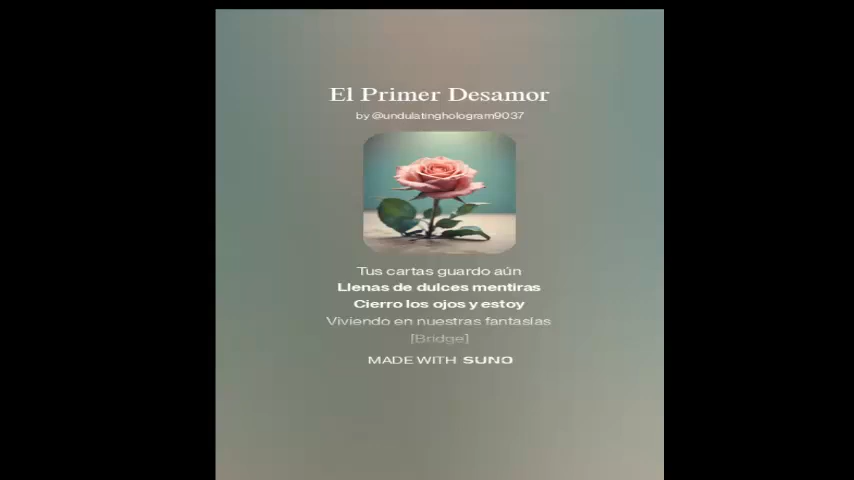 El Primer Desamor
by @undulatinghologram9037
Tus cartas guardo aún
Llenas de dulces mentiras
Cierro los ojos y estoy
Viviendo en nuestras fantasías
[Bridge]
MADE WITH SUNO